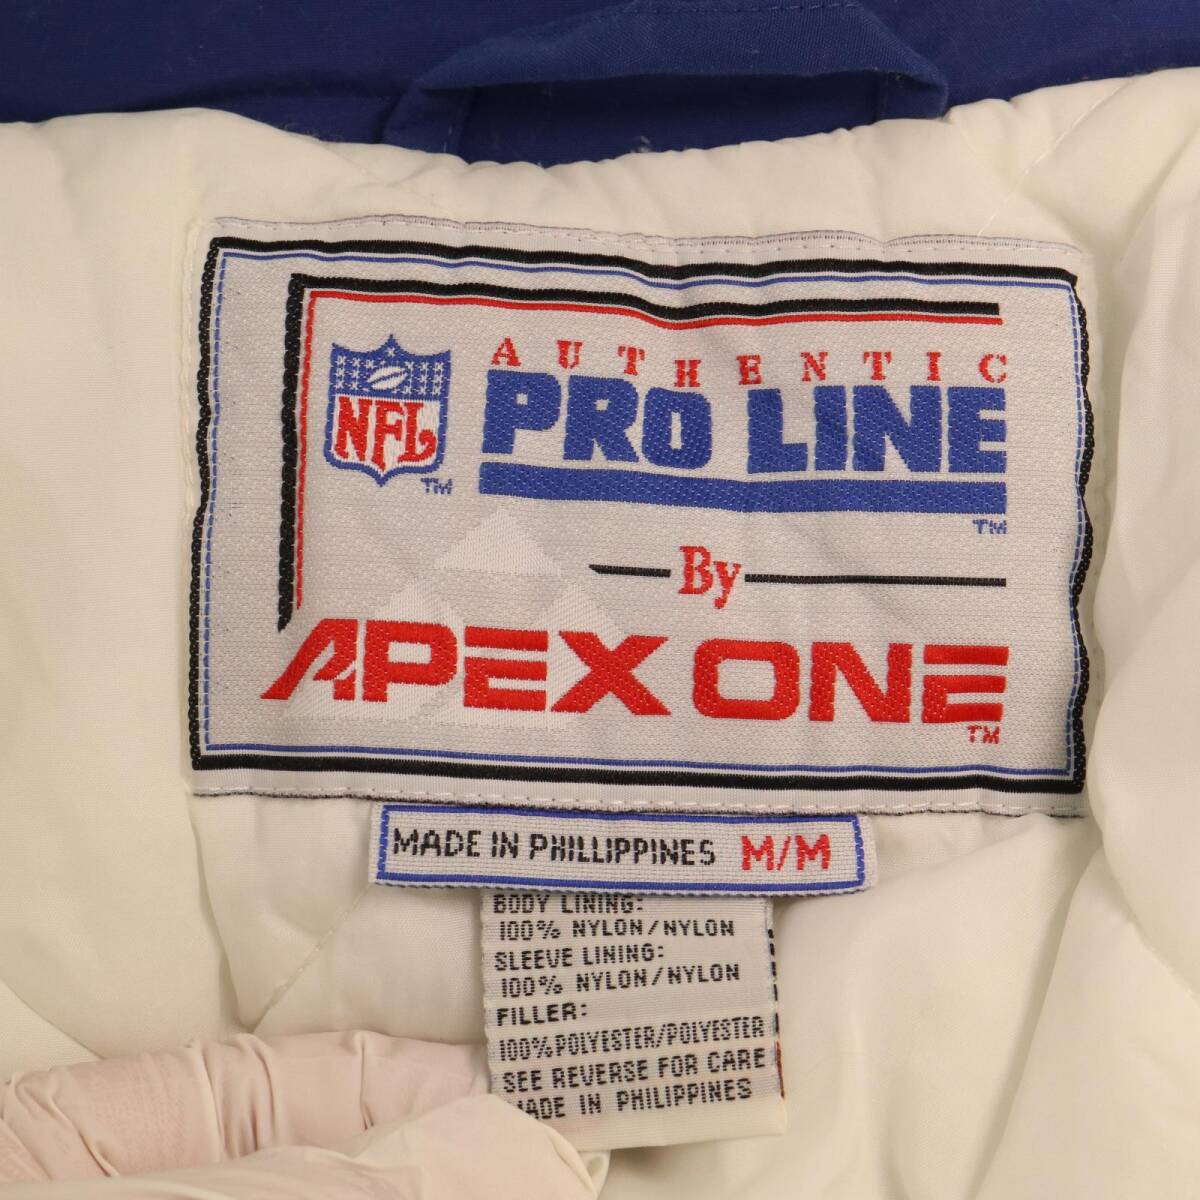 AUTHENTIC
NFL
TM
PRO LINE
TM
By
APEX ONE
TM
MADE IN PHILLIPPINES M/M
BODY LINING:
100% NYLON/NYLON
SLEEVE LINING:
100% NYLON/NYLON
FILLER:
100% POLYESTER/POLYESTER
SEE REVERSE FOR CARE
MADE IN PHILIPPINES